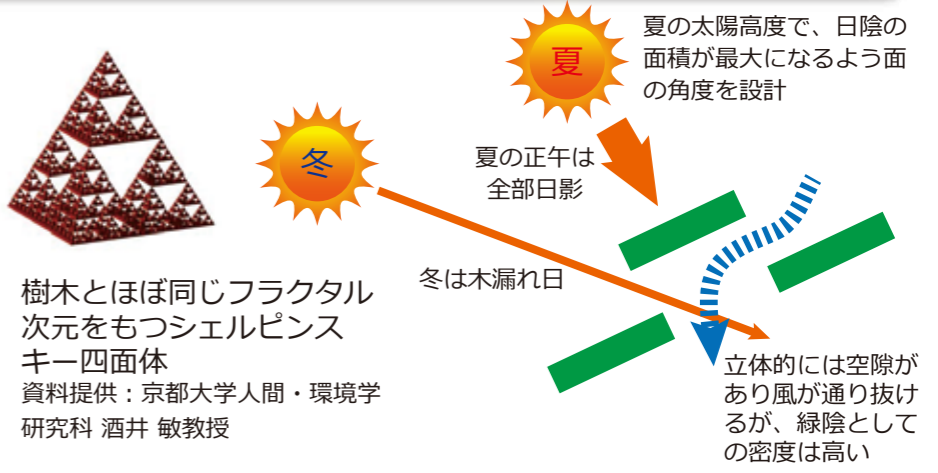 夏の太陽高度で、日陰の
面積が最大になるよう面
の角度を設計
夏
冬
夏の正午は
全部日影
冬は木漏れ日
樹木とほぼ同じフラクタル
次元をもつシェルピンス
キー四面体
資料提供：京都大学人間・環境学
研究科 酒井 敏教授
立体的には空隙が
あり風が通り抜け
るが、緑陰として
の密度は高い